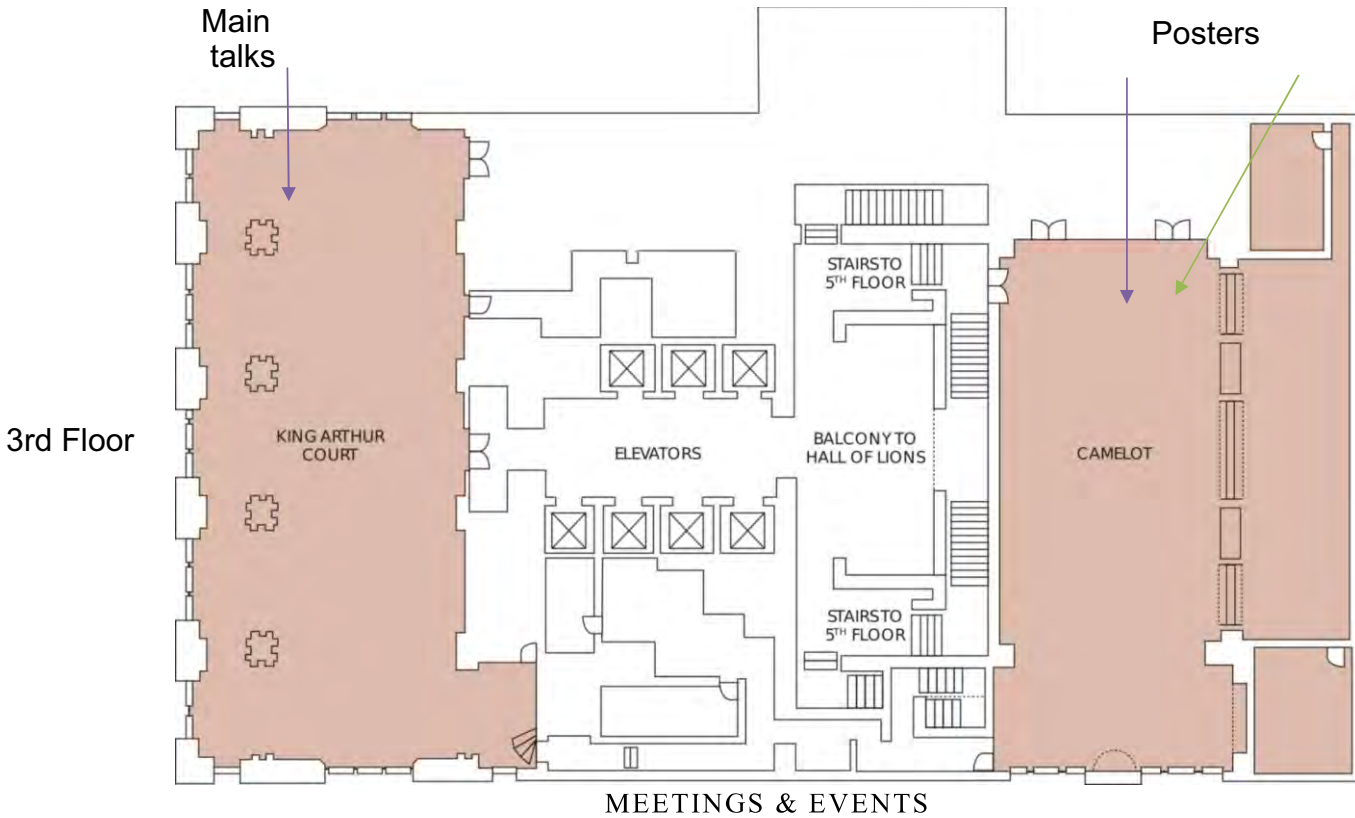 Main
talks
Posters
STAIRS TO
5TH FLOOR
3rd Floor
KING ARTHUR
COURT
ELEVATORS
BALCONY TO
HALL OF LIONS
CAMELOT
STAIRS TO
5TH FLOOR
MEETINGS & EVENTS